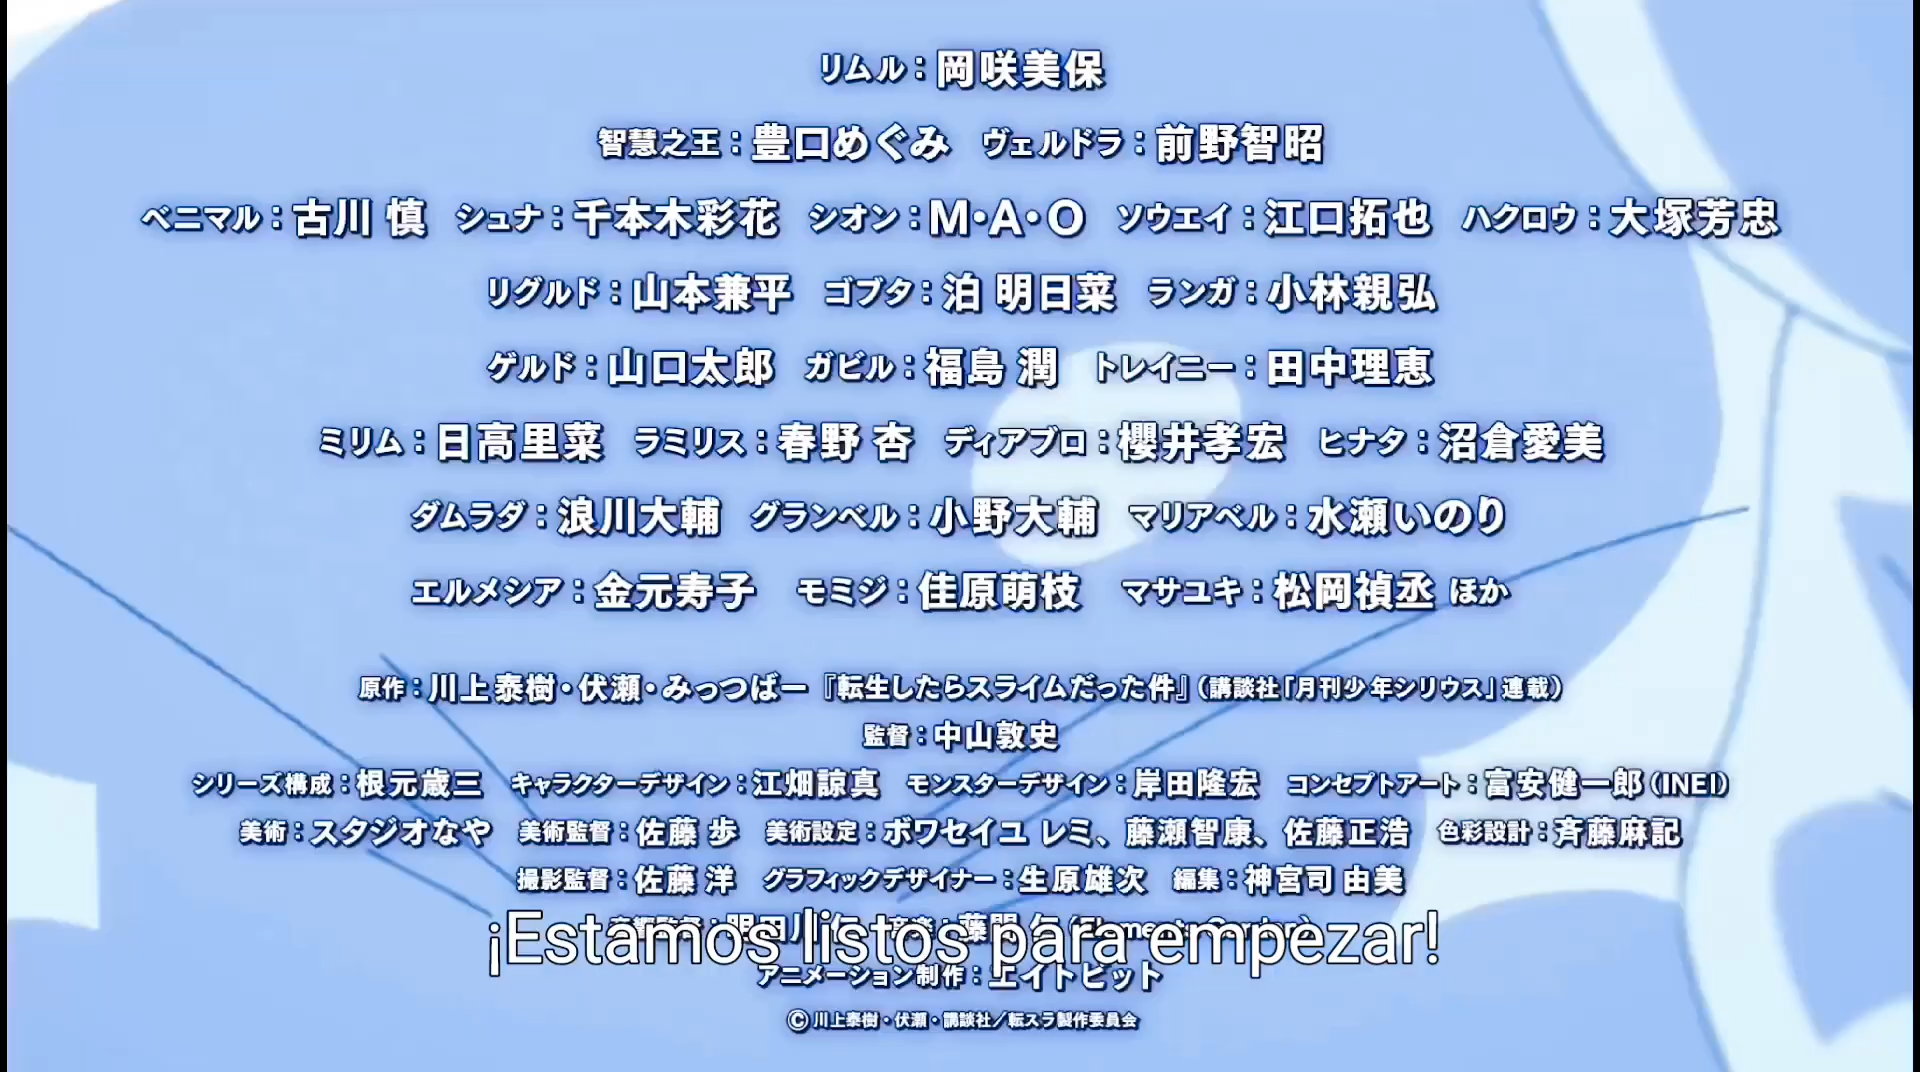 リムル：岡咲美保
智慧之王：豊口めぐみ　ヴェルドラ：前野智昭
ベニマル：古川 慎　シュナ：千本木彩花　シオン：M・A・O　ソウエイ：江口拓也　ハクロウ：大塚芳忠
リグルド：山本兼平　ゴブタ：泊 明日菜　ランガ：小林親弘
ゲルド：山口太郎　ガビル：福島 潤　トレイニー：田中理恵
ミリム：日高里菜　ラミリス：春野 杏　ディアブロ：櫻井孝宏　ヒナタ：沼倉愛美
ダムラダ：浪川大輔　グランベル：小野大輔　マリアベル：水瀬いのり
エルメシア：金元寿子　モミジ：佳原萌枝　マサユキ：松岡禎丞 ほか
原作：川上泰樹・伏瀬・みっつばー『転生したらスライムだった件』（講談社「月刊少年シリウス」連載）
監督：中山敦史
シリーズ構成：根元歳三　キャラクターデザイン：江畑諒真　モンスターデザイン：岸田隆宏　コンセプトアート：富安健一郎（INEI）
美術：スタジオなや　美術監督：佐藤 歩　美術設定：ボワセイユ レミ、藤瀬智康、佐藤正浩　色彩設計：斉藤麻記
撮影監督：佐藤 洋　グラフィックデザイナー：生原雄次　編集：神宮司 由美
¡Estamos listos para empezar!
アニメーション制作：エイトビット
©川上泰樹・伏瀬・講談社／転スラ製作委員会